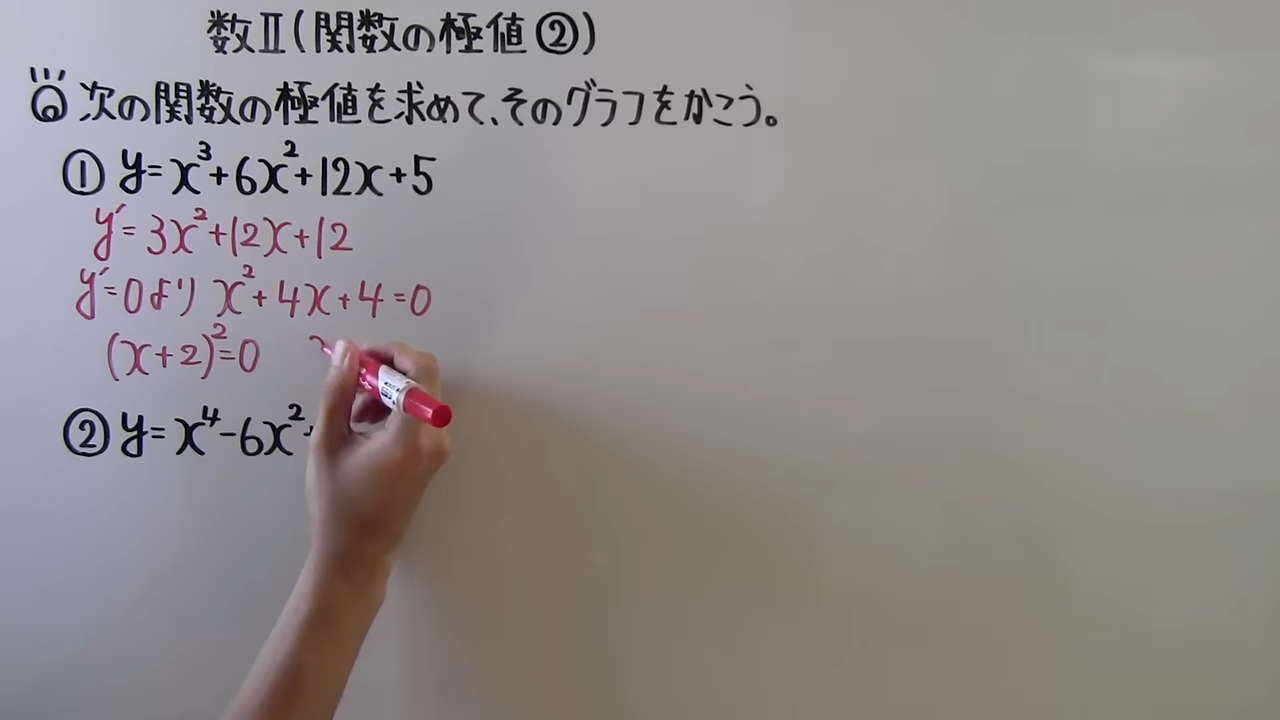 数Ⅱ(関数の極値②)
Q 次の関数の極値を求めて、そのグラフをかこう。
① y=x³+6x²+12x+5
y'=3x²+12x+12
y'=0より x²+4x+4=0
(x+2)²=0
② y=x⁴-6x²